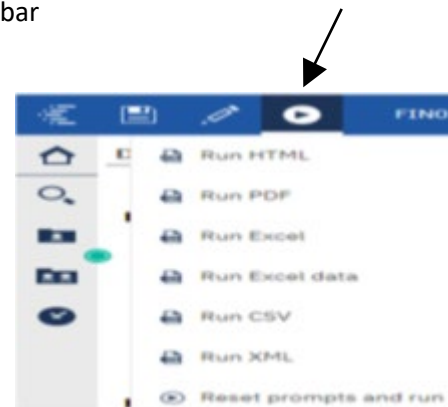 bar
FINO
Run HTML
Run PDF
Run Excel
Run Excel data
Run CSV
Run XML
Reset prompts and run